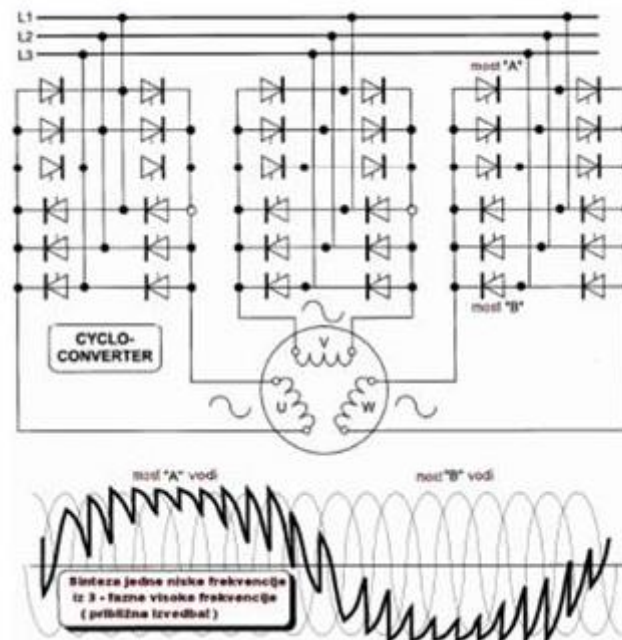 L1
L2
L3
most "A"
most "B"
CYCLO-
CONVERTER
V
U
W
most "A" vodi
most "B" vodi
Sinteza jedne niske frekvencije
iz 3 - fazne visoke frekvencije
( približna izvedba! )